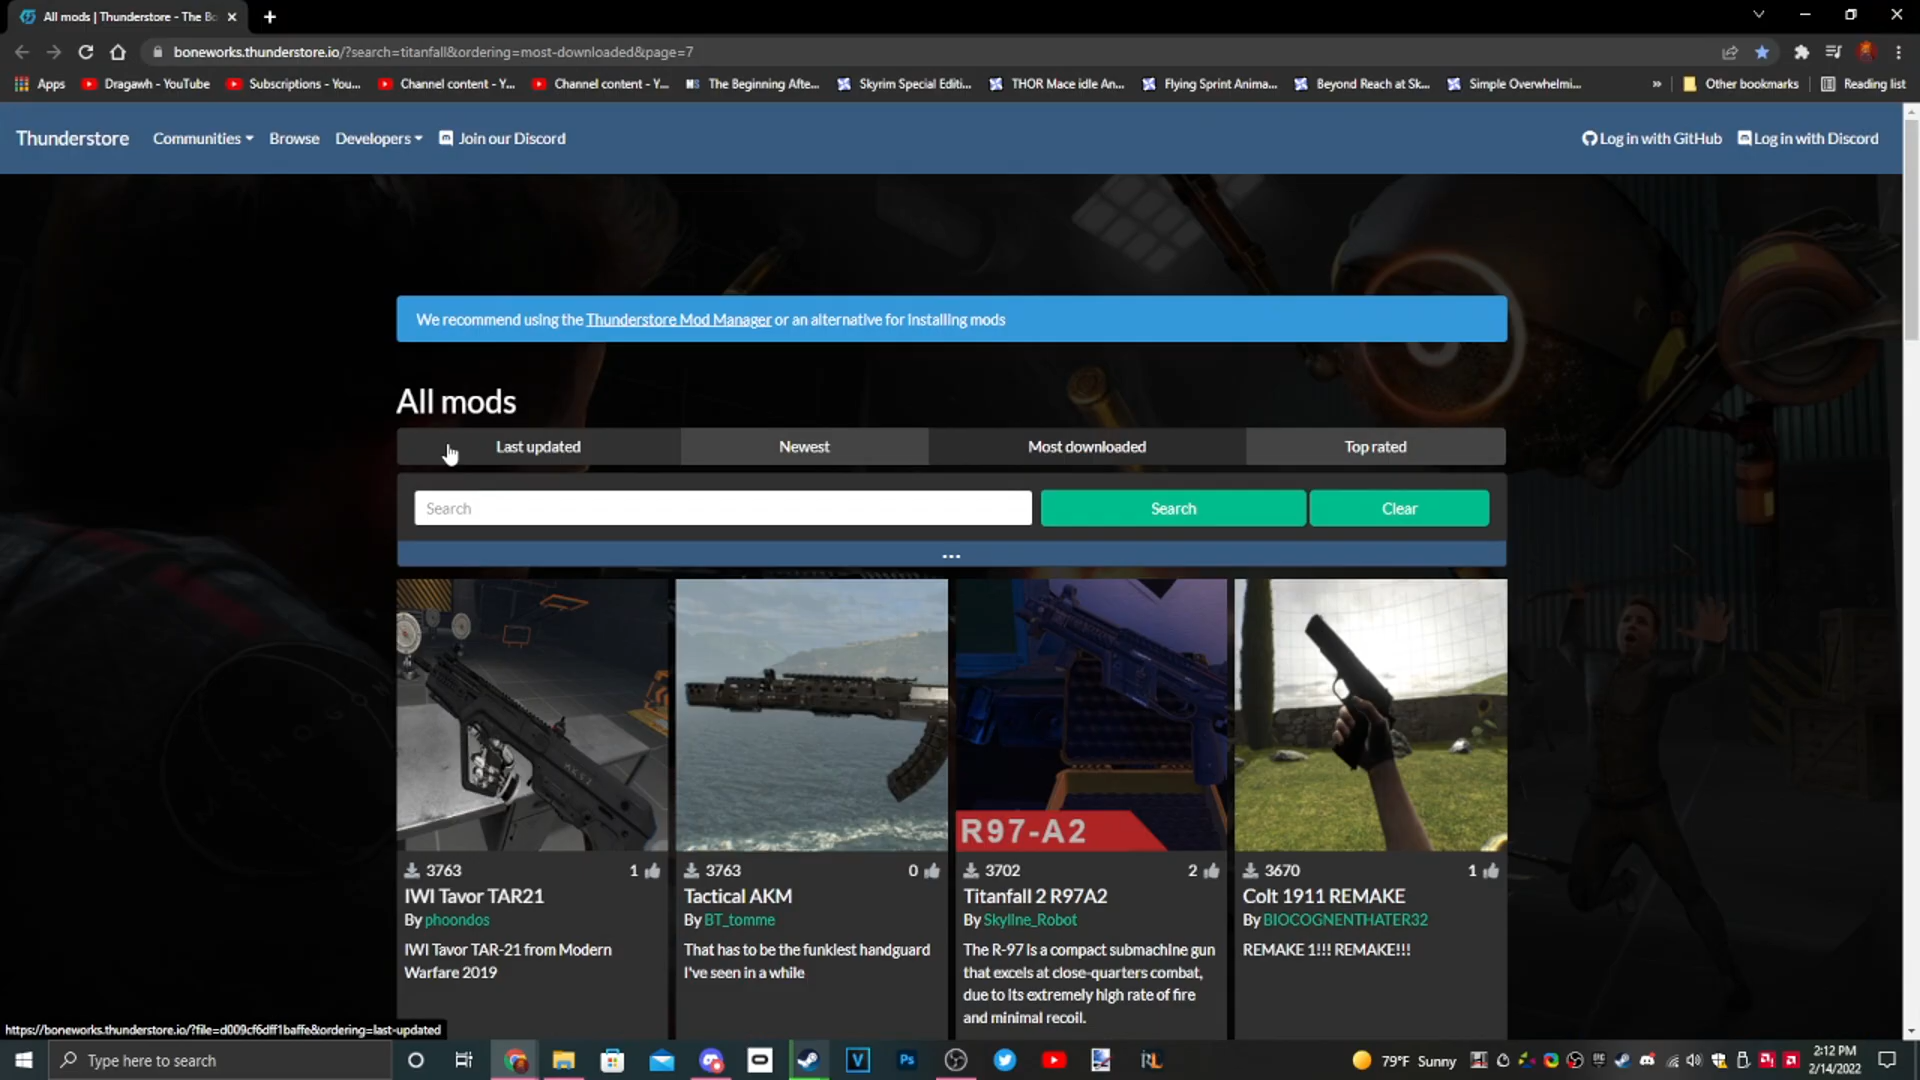 All mods | Thunderstore - The Bo
boneworks.thunderstore.io/?search=titanfall&ordering=most-downloaded&page=7
Apps
Dragawh - YouTube
Subscriptions - You...
Channel content - Y...
Channel content - Y...
The Beginning Afte...
Skyrim Special Editi...
THOR Mace idle An...
Flying Sprint Anima...
Beyond Reach at Sk...
Simple Overwhelmi...
»
Other bookmarks
Reading list
Thunderstore
Communities
Browse
Developers
Join our Discord
Log in with GitHub
Log in with Discord
We recommend using the Thunderstore Mod Manager or an alternative for installing mods
All mods
Last updated
Newest
Most downloaded
Top rated
Search
Search
Clear
...
R97-A2
3763
1
IWI Tavor TAR21
By phoondos
IWI Tavor TAR-21 from Modern
Warfare 2019
3763
0
Tactical AKM
By BT_tomme
That has to be the funkiest handguard
I've seen in a while
3702
2
Titanfall 2 R97A2
By Skyline_Robot
The R-97 is a compact submachine gun
that excels at close-quarters combat,
due to its extremely high rate of fire
and minimal recoil.
3670
1
Colt 1911 REMAKE
By BIOCOGNENTHATER32
REMAKE 1!!! REMAKE!!!
https://boneworks.thunderstore.io/?file=d009cf6dff1baffe&ordering=last-updated
Type here to search
79°F Sunny
2:12 PM
2/14/2022